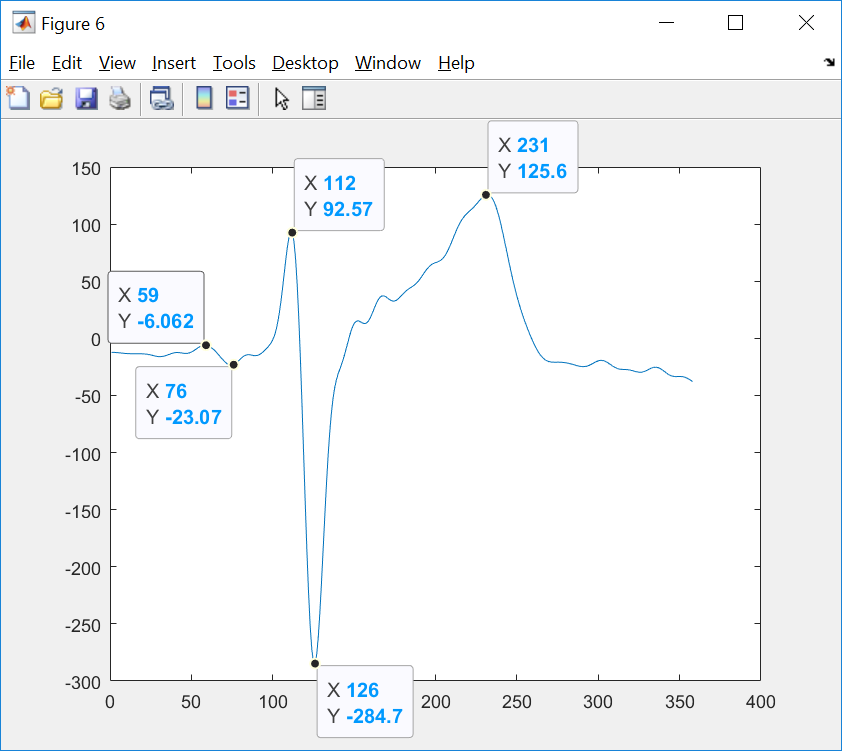 Figure 6
File Edit View Insert Tools Desktop Window Help
X 231
Y 125.6
X 112
Y 92.57
X 59
Y -6.062
X 76
Y -23.07
X 126
Y -284.7
150
100
50
0
-50
-100
-150
-200
-250
-300
0 50 100 150 200 250 300 350 400